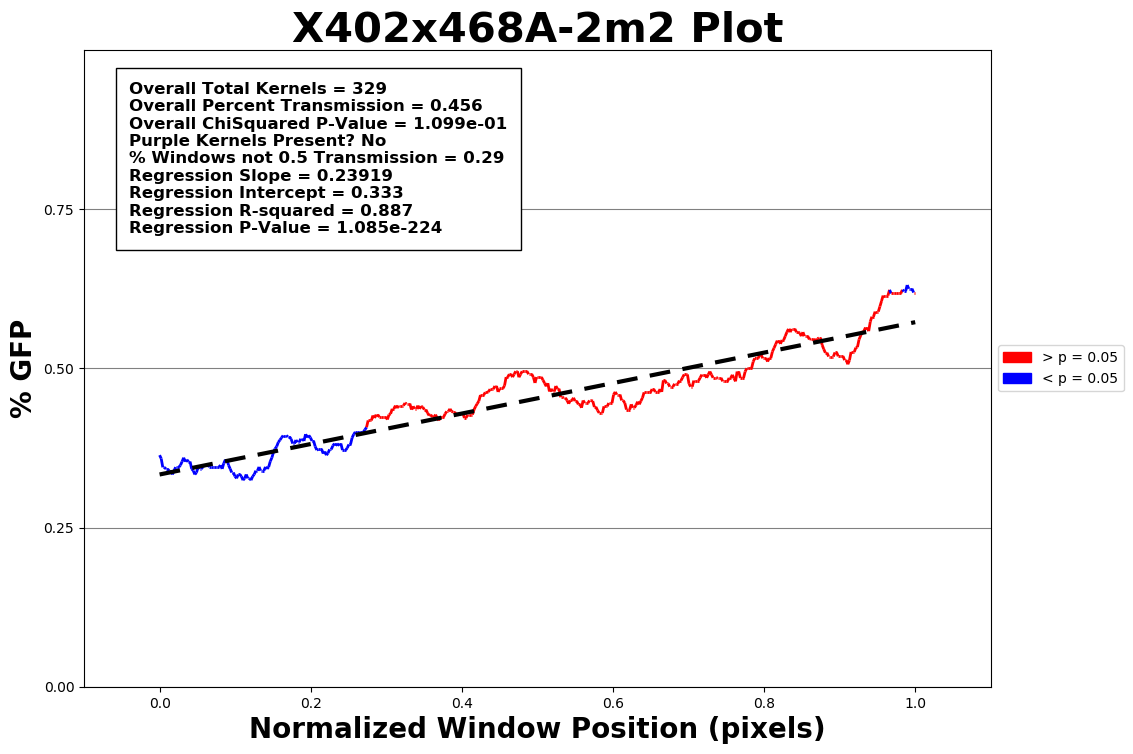 X402x468A-2m2 Plot
Overall Total Kernels = 329
Overall Percent Transmission = 0.456
Overall ChiSquared P-Value = 1.099e-01
Purple Kernels Present? No
% Windows not 0.5 Transmission = 0.29
Regression Slope = 0.23919
Regression Intercept = 0.333
Regression R-squared = 0.887
Regression P-Value = 1.085e-224
% GFP
0.75
0.50
0.25
0.00
> p = 0.05
< p = 0.05
0.0 0.2 0.4 0.6 0.8 1.0
Normalized Window Position (pixels)